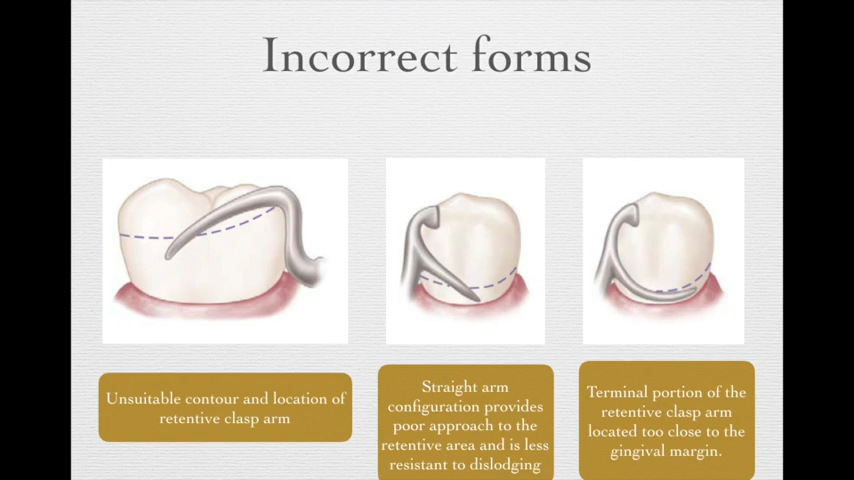 Incorrect forms
Unsuitable contour and location of
retentive clasp arm
Straight arm
configuration provides
poor approach to the
retentive area and is less
resistant to dislodging
Terminal portion of the
retentive clasp arm
located too close to the
gingival margin.